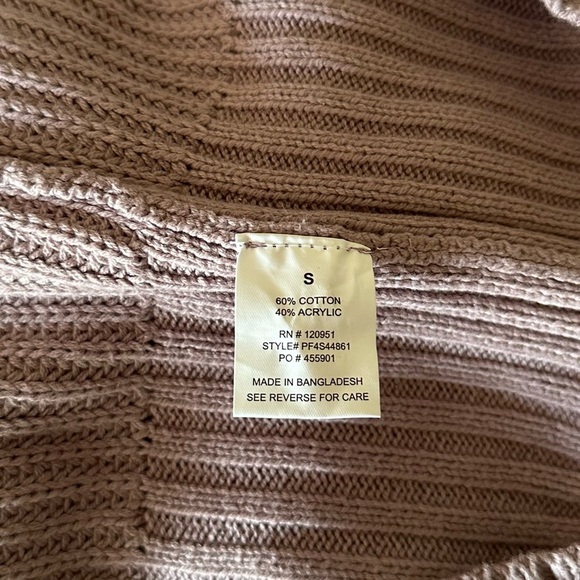 S
60% COTTON
40% ACRYLIC
RN # 120951
STYLE# PF4S44861
PO # 455901
MADE IN BANGLADESH
SEE REVERSE FOR CARE